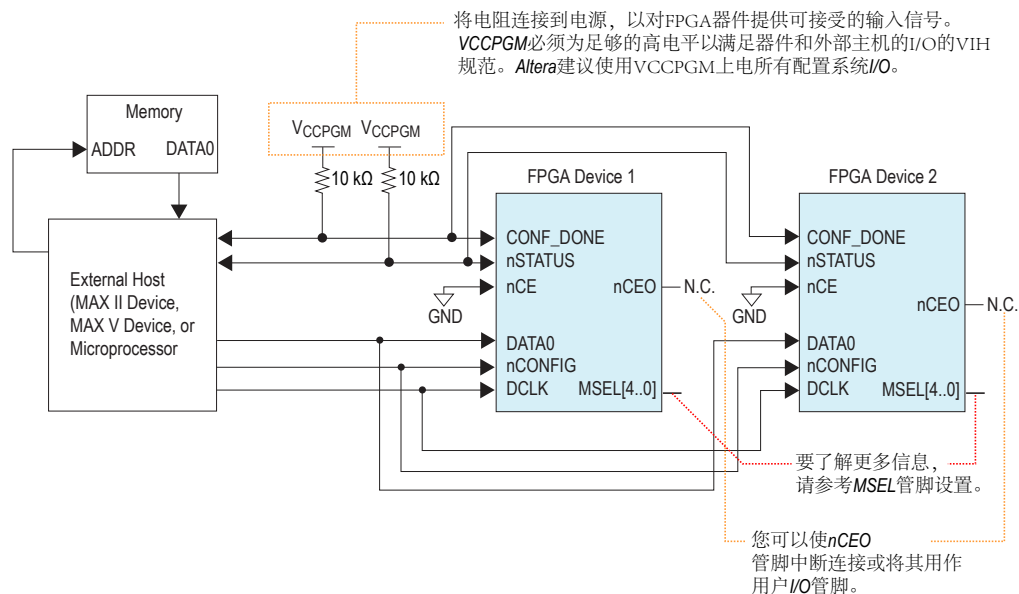 将电阻连接到电源，以对FPGA器件提供可接受的输入信号。
VCCPGM必须为足够的高电平以满足器件和外部主机的I/O的VIH
规范。Altera建议使用VCCPGM上电所有配置系统I/O。
Memory
ADDR DATA0
VCCPGM VCCPGM
10 kΩ 10 kΩ
FPGA Device 1
FPGA Device 2
External Host
(MAX II Device,
MAX V Device, or
Microprocessor
CONF_DONE
nSTATUS
nCE
nCEO
N.C.
GND
DATA0
nCONFIG
DCLK
MSEL[4..0]
CONF_DONE
nSTATUS
nCE
nCEO
N.C.
GND
DATA0
nCONFIG
DCLK
MSEL[4..0]
要了解更多信息，
请参考MSEL管脚设置。
您可以使nCEO
管脚中断连接或将其用作
用户I/O管脚。